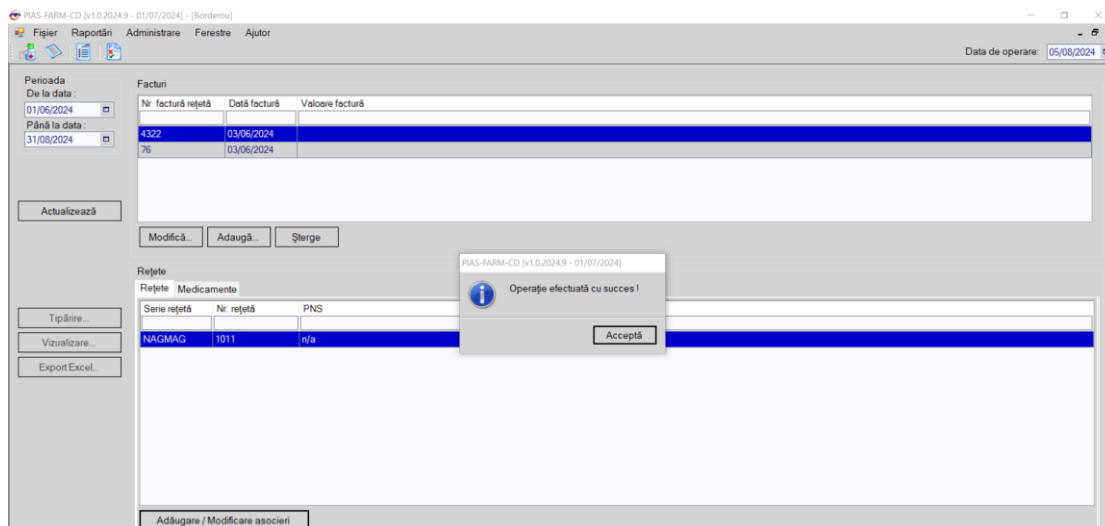 PIAS-FARM-CD [v1.0.2024.9 - 01/07/2024] - [Borderou]
Fișier Raportări Administrare Ferestre Ajutor
Data de operare: 05/08/2024
Perioada
De la data :
01/06/2024
Până la data :
31/08/2024
Actualizează
Facturi
Nr. factură rețetă Dată factură Valoare factură
4322 03/06/2024
76 03/06/2024
Modifică... Adaugă... Șterge
PIAS-FARM-CD [v1.0.2024.9 - 01/07/2024]
Operație efectuată cu succes !
Acceptă
Rețete
Rețete Medicamente
Serie rețetă Nr. rețetă PNS
NAGMAG 1011 n/a
Tipărire...
Vizualizare...
Export Excel...
Adăugare / Modificare asocieri